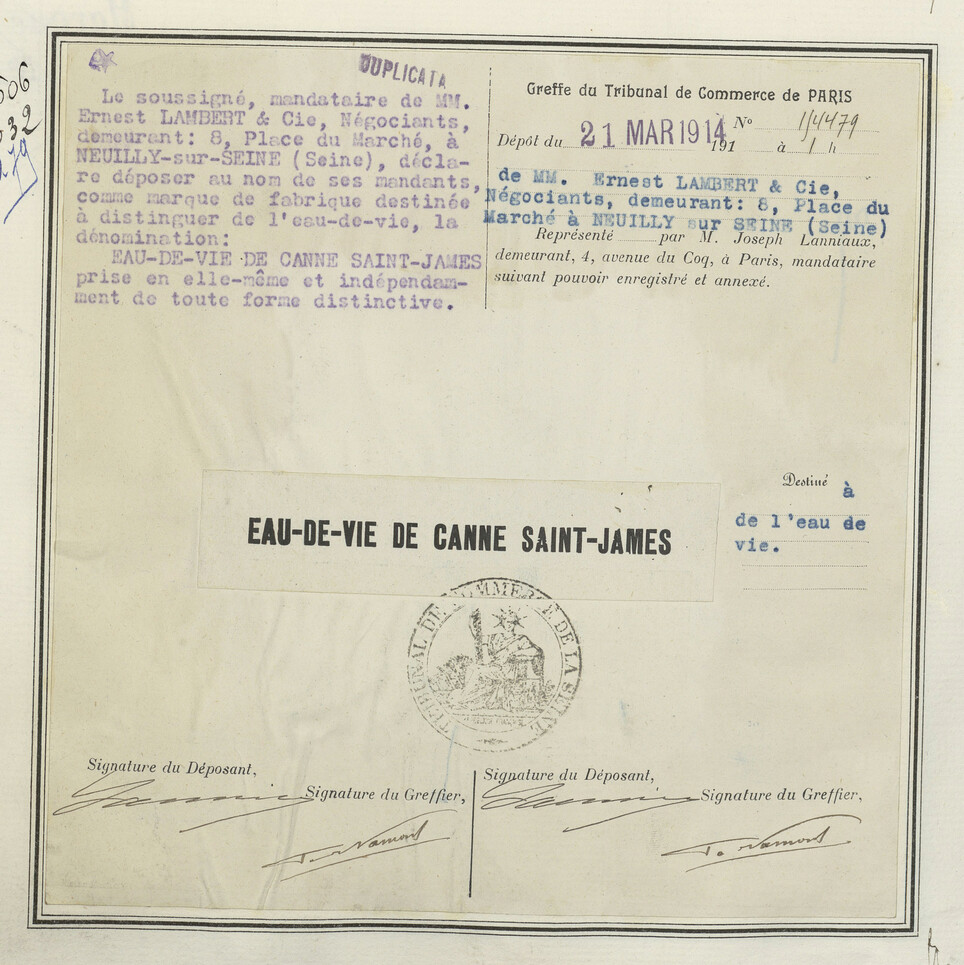 DUPLICATA
Le soussigné, mandataire de MM.
Ernest LAMBERT & Cie, Négociants,
demeurant: 8, Place du Marché, à
NEUILLY-sur-SEINE (Seine), décla-
re déposer au nom de ses mandants,
comme marque de fabrique destinée
à distinguer de l'eau-de-vie, la
dénomination:
EAU-DE-VIE DE CANNE SAINT-JAMES
prise en elle-même et indépendam-
ment de toute forme distinctive.
Greffe du Tribunal de Commerce de PARIS
Dépôt du 21 MAR 1914 191 N° à
de MM. Ernest LAMBERT & Cie,
Négociants, demeurant: 8, Place du
Marché à NEUILLY sur SEINE (Seine)
Représenté par M. Joseph Lanniaux,
demeurant, 4, avenue du Coq, à Paris, mandataire
suivant pouvoir enregistré et annexé.
Destiné à
de l'eau de
vie.
EAU-DE-VIE DE CANNE SAINT-JAMES
TRIBUNAL DE COMMERCE DE LA SEINE
Signature du Déposant,
Signature du Greffier,
Signature du Déposant,
Signature du Greffier,